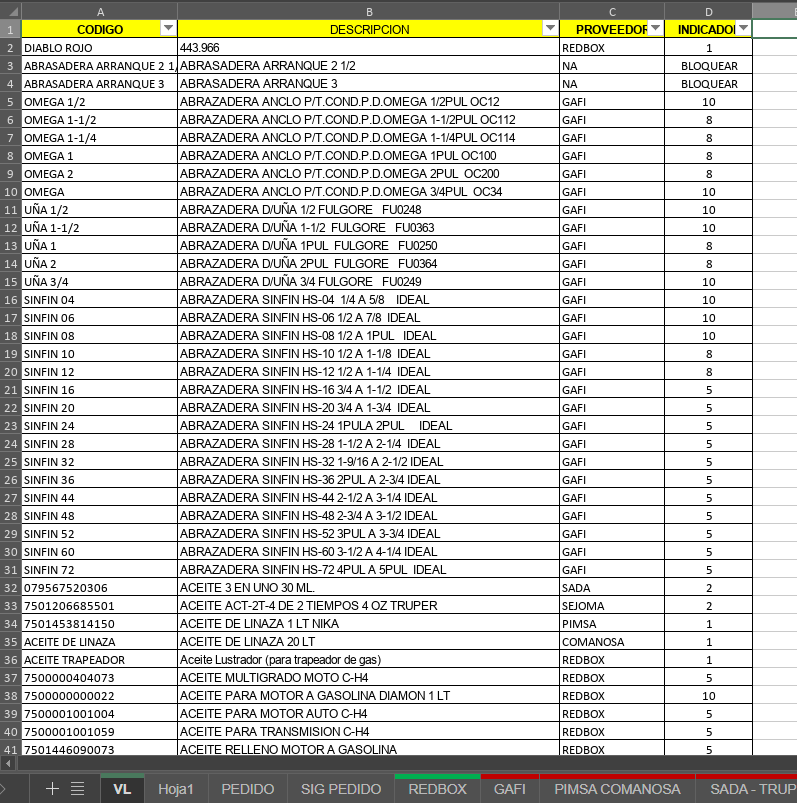 A B C D
1 CODIGO DESCRIPCION PROVEEDOR INDICADO
2 DIABLO ROJO 443.966 REDBOX 1
3 ABRASADERA ARRANQUE 2 1/ ABRASADERA ARRANQUE 2 1/2 NA BLOQUEAR
4 ABRASADERA ARRANQUE 3 ABRASADERA ARRANQUE 3 NA BLOQUEAR
5 OMEGA 1/2 ABRAZADERA ANCLO P/T.COND.P.D.OMEGA 1/2PUL OC12 GAFI 10
6 OMEGA 1-1/2 ABRAZADERA ANCLO P/T.COND.P.D.OMEGA 1-1/2PUL OC112 GAFI 8
7 OMEGA 1-1/4 ABRAZADERA ANCLO P/T.COND.P.D.OMEGA 1-1/4PUL OC114 GAFI 8
8 OMEGA 1 ABRAZADERA ANCLO P/T.COND.P.D.OMEGA 1PUL OC100 GAFI 8
9 OMEGA 2 ABRAZADERA ANCLO P/T.COND.P.D.OMEGA 2PUL OC200 GAFI 8
10 OMEGA ABRAZADERA ANCLO P/T.COND.P.D.OMEGA 3/4PUL OC34 GAFI 10
11 UÑA 1/2 ABRAZADERA D/UÑA 1/2 FULGORE FU0248 GAFI 10
12 UÑA 1-1/2 ABRAZADERA D/UÑA 1-1/2 FULGORE FU0363 GAFI 10
13 UÑA 1 ABRAZADERA D/UÑA 1PUL FULGORE FU0250 GAFI 8
14 UÑA 2 ABRAZADERA D/UÑA 2PUL FULGORE FU0364 GAFI 8
15 UÑA 3/4 ABRAZADERA D/UÑA 3/4 FULGORE FU0249 GAFI 10
16 SINFIN 04 ABRAZADERA SINFIN HS-04 1/4 A 5/8 IDEAL GAFI 10
17 SINFIN 06 ABRAZADERA SINFIN HS-06 1/2 A 7/8 IDEAL GAFI 10
18 SINFIN 08 ABRAZADERA SINFIN HS-08 1/2 A 1PUL IDEAL GAFI 10
19 SINFIN 10 ABRAZADERA SINFIN HS-10 1/2 A 1-1/8 IDEAL GAFI 8
20 SINFIN 12 ABRAZADERA SINFIN HS-12 1/2 A 1-1/4 IDEAL GAFI 8
21 SINFIN 16 ABRAZADERA SINFIN HS-16 3/4 A 1-1/2 IDEAL GAFI 5
22 SINFIN 20 ABRAZADERA SINFIN HS-20 3/4 A 1-3/4 IDEAL GAFI 5
23 SINFIN 24 ABRAZADERA SINFIN HS-24 1PULA 2PUL IDEAL GAFI 5
24 SINFIN 28 ABRAZADERA SINFIN HS-28 1-1/2 A 2-1/4 IDEAL GAFI 5
25 SINFIN 32 ABRAZADERA SINFIN HS-32 1-9/16 A 2-1/2 IDEAL GAFI 5
26 SINFIN 36 ABRAZADERA SINFIN HS-36 2PUL A 2-3/4 IDEAL GAFI 5
27 SINFIN 44 ABRAZADERA SINFIN HS-44 2-1/2 A 3-1/4 IDEAL GAFI 5
28 SINFIN 48 ABRAZADERA SINFIN HS-48 2-3/4 A 3-1/2 IDEAL GAFI 5
29 SINFIN 52 ABRAZADERA SINFIN HS-52 3PUL A 3-3/4 IDEAL GAFI 5
30 SINFIN 60 ABRAZADERA SINFIN HS-60 3-1/2 A 4-1/4 IDEAL GAFI 5
31 SINFIN 72 ABRAZADERA SINFIN HS-72 4PUL A 5PUL IDEAL GAFI 5
32 079567520306 ACEITE 3 EN UNO 30 ML. SADA 2
33 7501206685501 ACEITE ACT-2T-4 DE 2 TIEMPOS 4 OZ TRUPER SEJOMA 2
34 7501453814150 ACEITE DE LINAZA 1 LT NIKA PIMSA 1
35 ACEITE DE LINAZA ACEITE DE LINAZA 20 LT COMANOSA 1
36 ACEITE TRAPEADOR Aceite Lustrador (para trapeador de gas) REDBOX 1
37 7500000404073 ACEITE MULTIGRADO MOTO C-H4 REDBOX 5
38 7500000000022 ACEITE PARA MOTOR A GASOLINA DIAMON 1 LT REDBOX 10
39 7500001001004 ACEITE PARA MOTOR AUTO C-H4 REDBOX 5
40 7500001001059 ACEITE PARA TRANSMISION C-H4 REDBOX 5
41 7501446090073 ACEITE RELLENO MOTOR A GASOLINA REDBOX 5
VL Hoja1 PEDIDO SIG PEDIDO REDBOX GAFI PIMSA COMANOSA SADA - TRUP